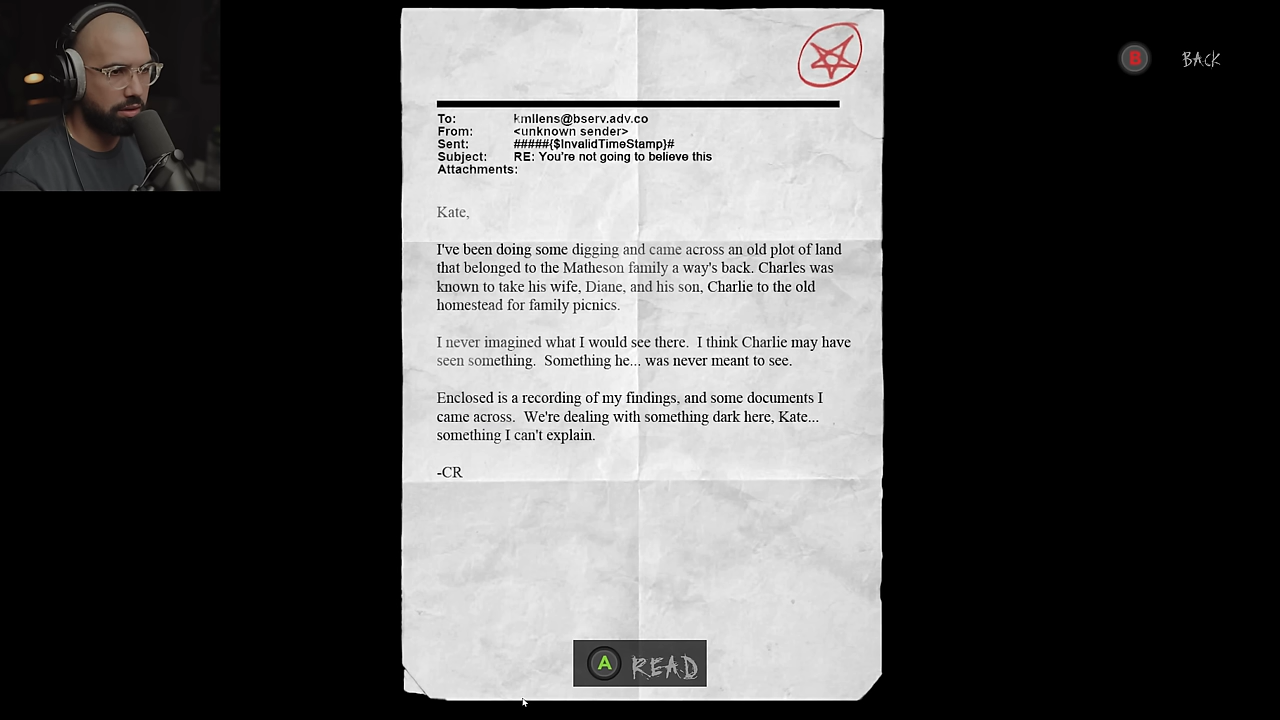 B BACK
To: kmllens@bserv.adv.co
From: <unknown sender>
Sent: #####{$InvalidTimeStamp}#
Subject: RE: You're not going to believe this
Attachments:
Kate,
I've been doing some digging and came across an old plot of land
that belonged to the Matheson family a way's back. Charles was
known to take his wife, Diane, and his son, Charlie to the old
homestead for family picnics.
I never imagined what I would see there.  I think Charlie may have
seen something.  Something he... was never meant to see.
Enclosed is a recording of my findings, and some documents I
came across.  We're dealing with something dark here, Kate...
something I can't explain.
-CR
A READ